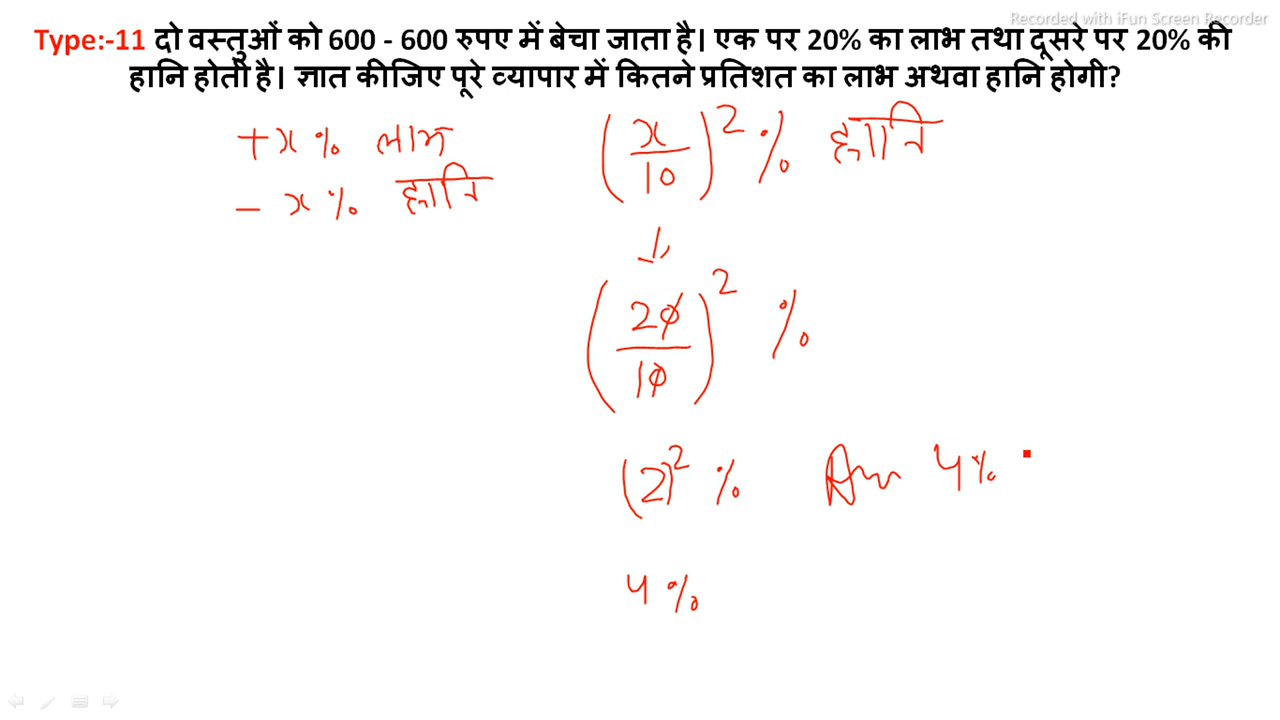 Recorded with iFun Screen Recorder
Type:-11 दो वस्तुओं को 600 - 600 रुपए में बेचा जाता है। एक पर 20% का लाभ तथा दूसरे पर 20% की
हानि होती है। ज्ञात कीजिए पूरे व्यापार में कितने प्रतिशत का लाभ अथवा हानि होगी?
+x% लाभ
- x% हानि
(x/10)²% हानि
↓
(20/10)² %
(2)² % Ans 4%
4%